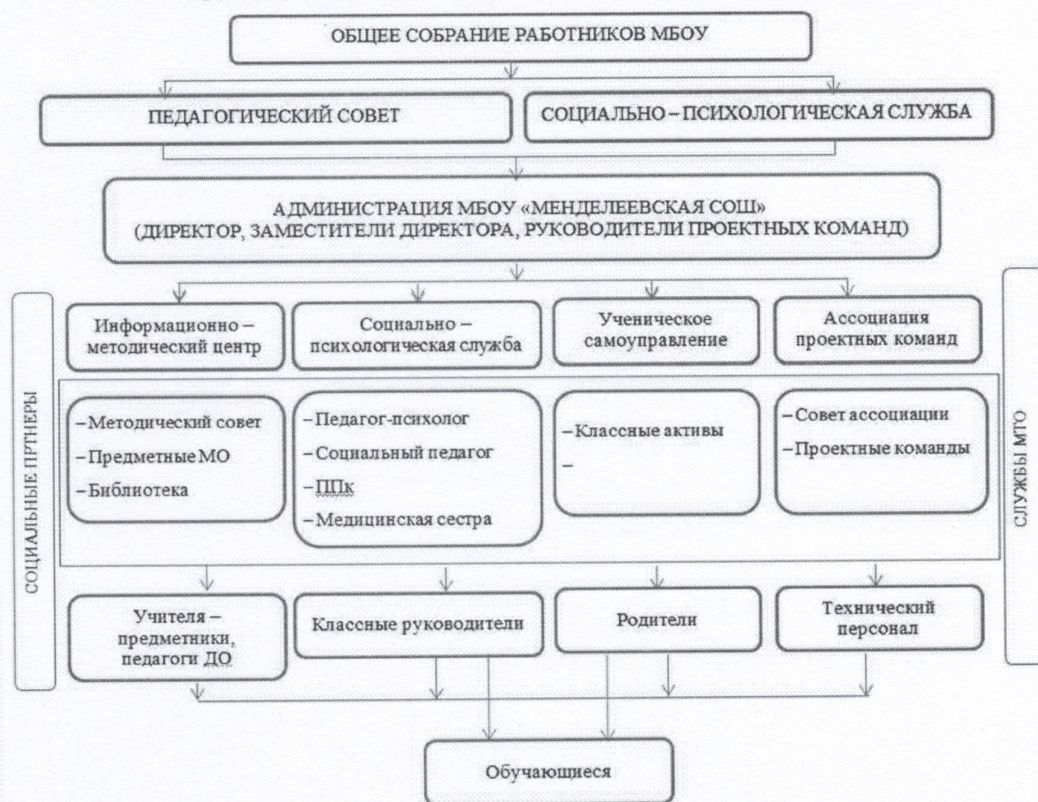 ОБЩЕЕ СОБРАНИЕ РАБОТНИКОВ МБОУ
ПЕДАГОГИЧЕСКИЙ СОВЕТ
СОЦИАЛЬНО – ПСИХОЛОГИЧЕСКАЯ СЛУЖБА
АДМИНИСТРАЦИЯ МБОУ «МЕНДЕЛЕЕВСКАЯ СОШ»
(ДИРЕКТОР, ЗАМЕСТИТЕЛИ ДИРЕКТОРА, РУКОВОДИТЕЛИ ПРОЕКТНЫХ КОМАНД)
СОЦИАЛЬНЫЕ ПРТНЕРЫ
Информационно –
методический центр
Социально –
психологическая служба
Ученическое
самоуправление
Ассоциация
проектных команд
СЛУЖБЫ МТО
– Методический совет
– Предметные МО
– Библиотека
– Педагог-психолог
– Социальный педагог
– ППк
– Медицинская сестра
– Классные активы
–
– Совет ассоциации
– Проектные команды
Учителя –
предметники,
педагоги ДО
Классные руководители
Родители
Технический
персонал
Обучающиеся